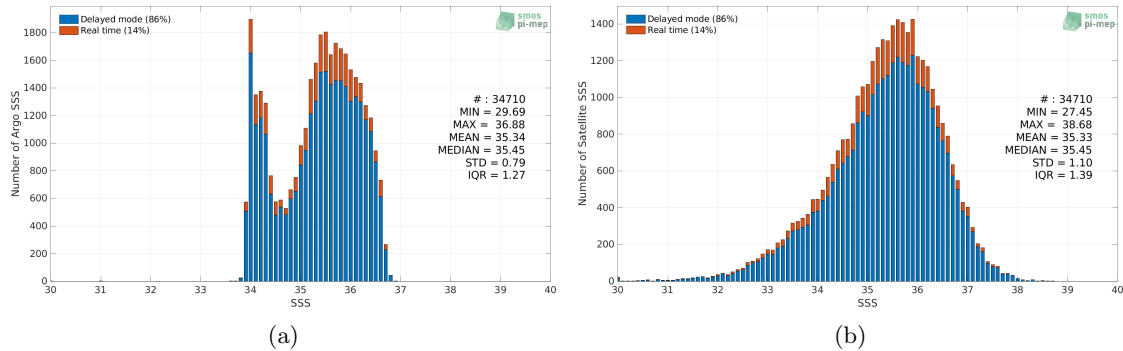 Delayed mode (86%)
Real time (14%)
smos
pi-mep
# : 34710
MIN = 29.69
MAX = 36.88
MEAN = 35.34
MEDIAN = 35.45
STD = 0.79
IQR = 1.27
Number of Argo SSS
1800
1600
1400
1200
1000
800
600
400
200
0
30 31 32 33 34 35 36 37 38 39 40
SSS
(a)
Delayed mode (86%)
Real time (14%)
smos
pi-mep
# : 34710
MIN = 27.45
MAX = 38.68
MEAN = 35.33
MEDIAN = 35.45
STD = 1.10
IQR = 1.39
Number of Satellite SSS
1400
1200
1000
800
600
400
200
0
30 31 32 33 34 35 36 37 38 39 40
SSS
(b)